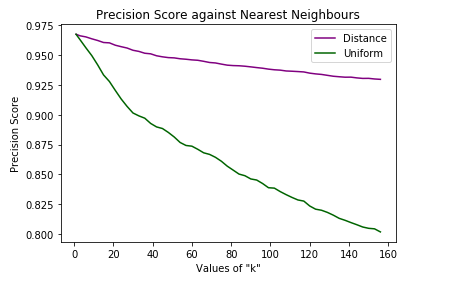 Precision Score against Nearest Neighbours
Precision Score
0.975
0.950
0.925
0.900
0.875
0.850
0.825
0.800
Distance
Uniform
0 20 40 60 80 100 120 140 160
Values of "k"